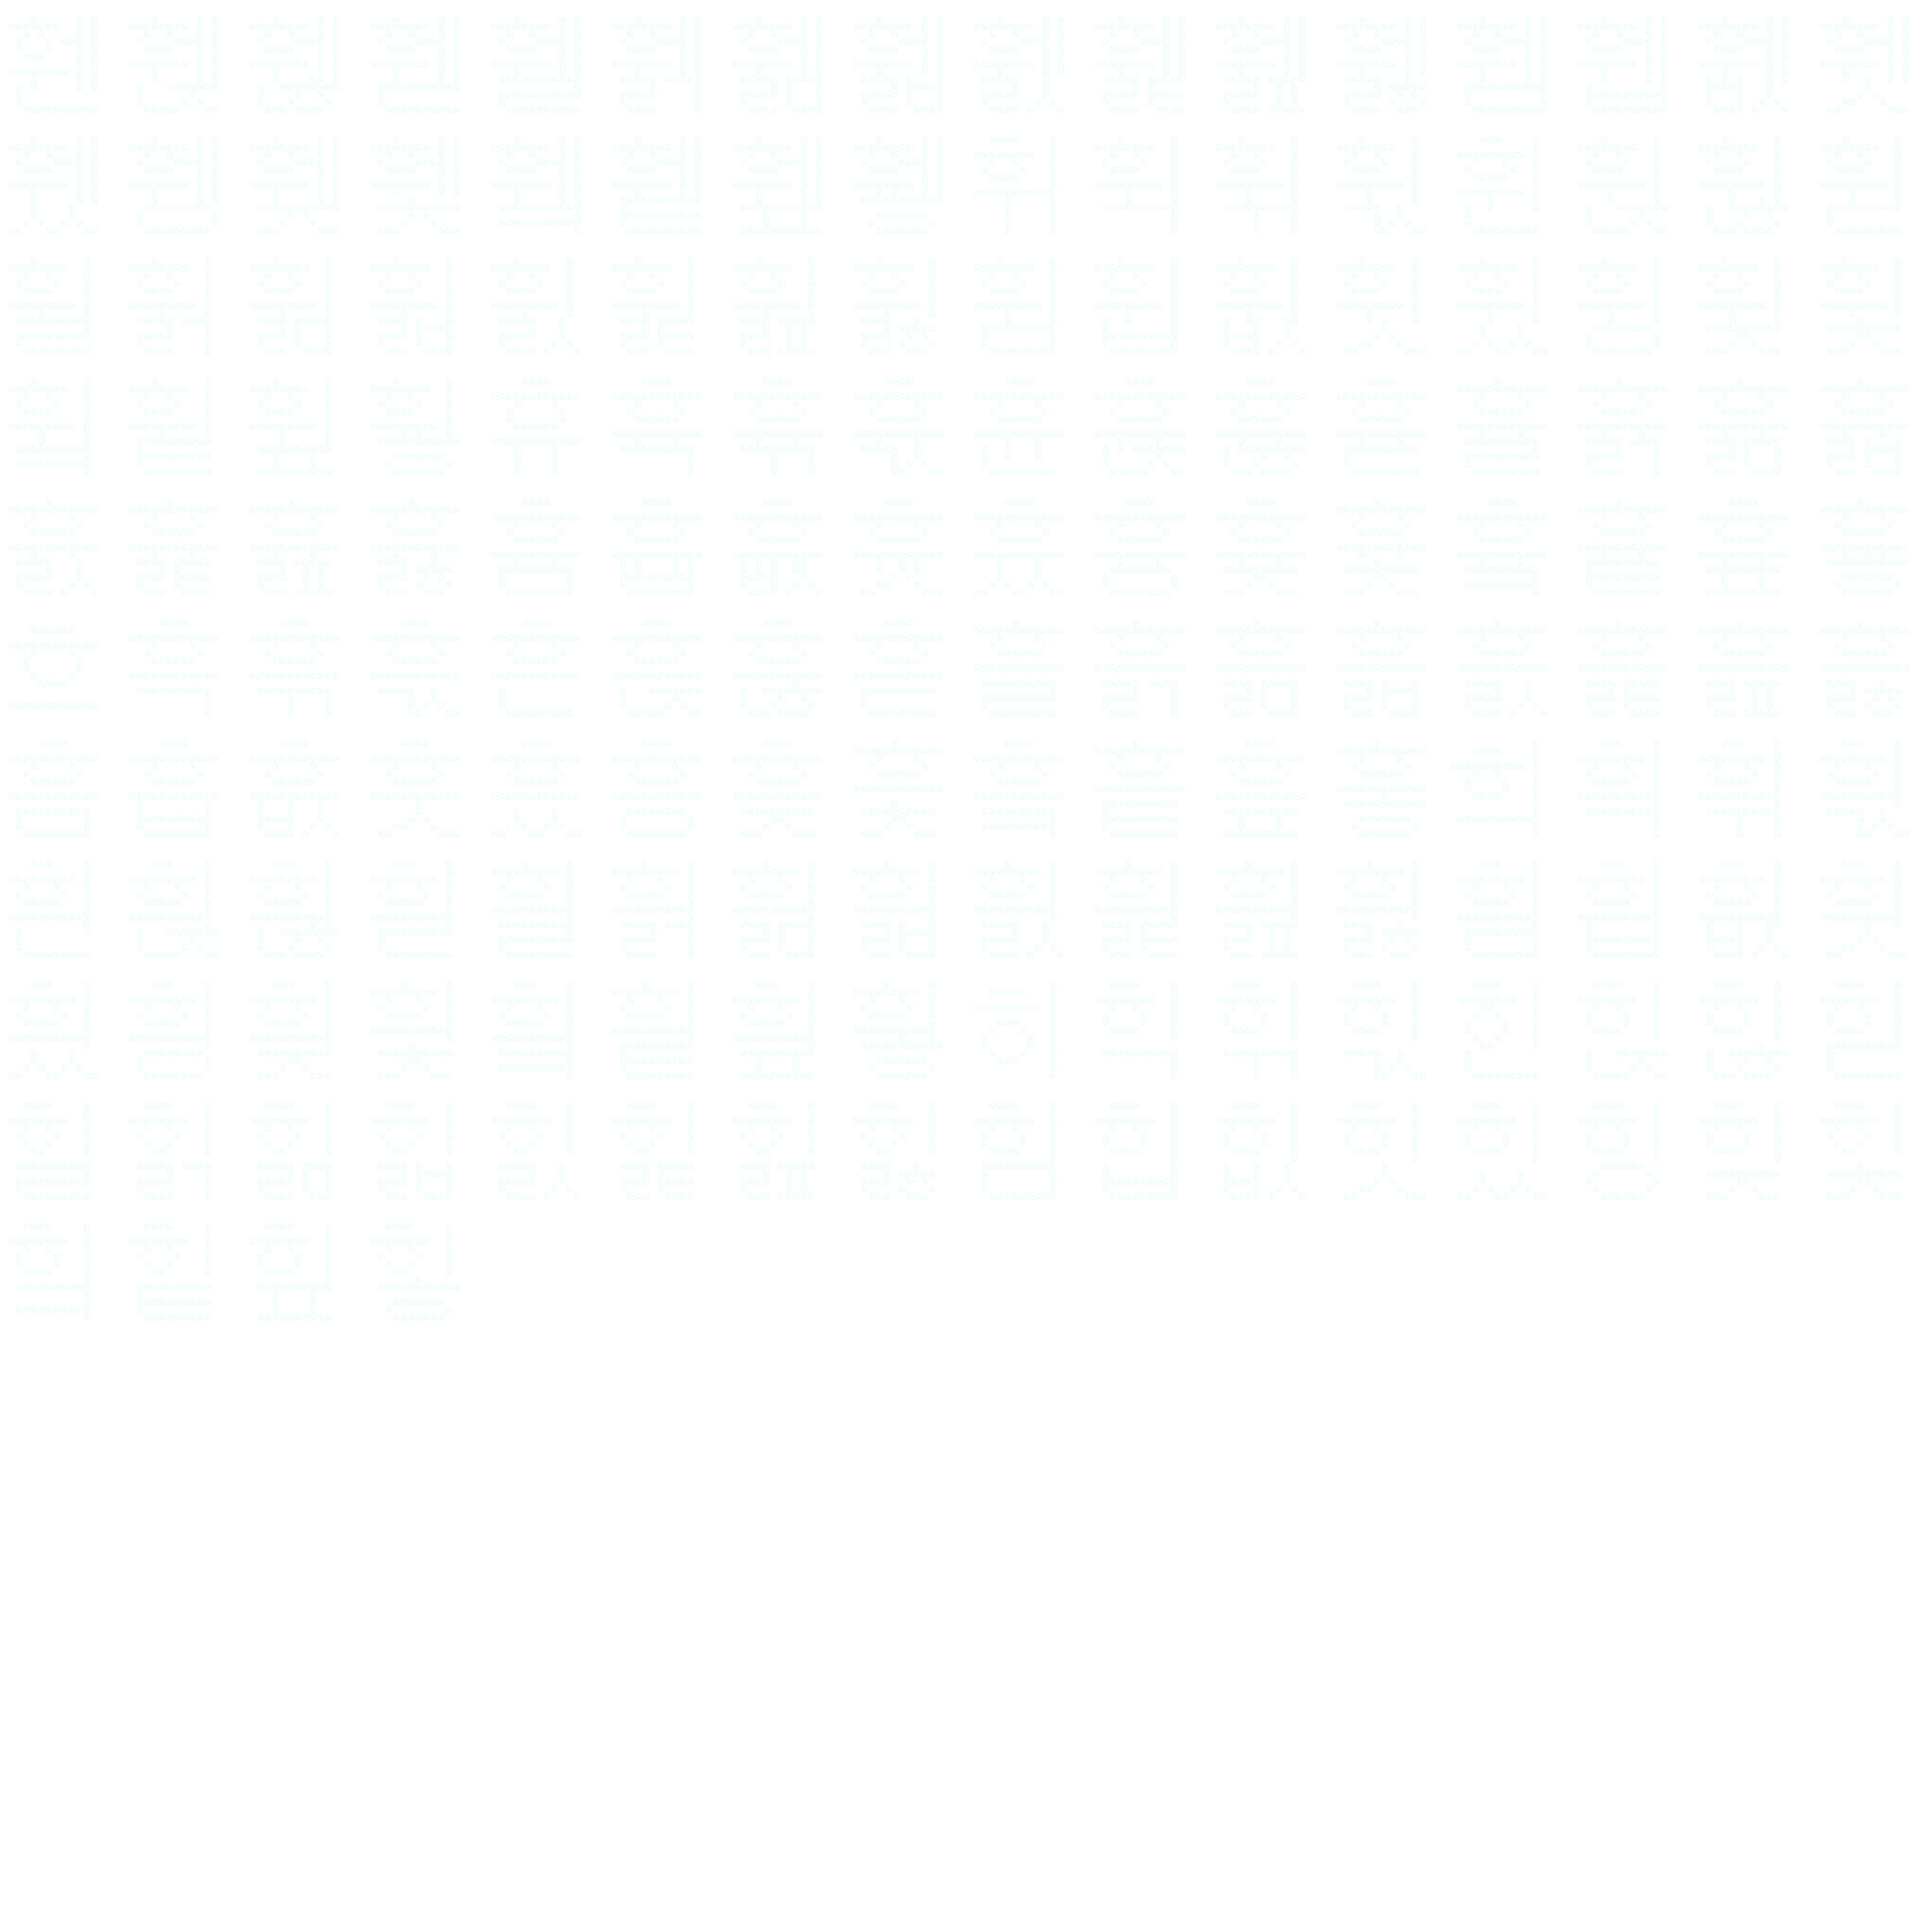 휀휁휂휃휄휅휆휇휈휉휊휋휌휍휎휏
휐휑휒휓휔휕휖휗휘휙휚휛휜휝휞휟
휠휡휢휣휤휥휦휧휨휩휪휫휬휭휮휯
휰휱휲휳휴휵휶휷휸휹휺휻휼휽휾휿
흀흁흂흃흄흅흆흇흈흉흊흋흌흍흎흏
흐흑흒흓흔흕흖흗흘흙흚흛흜흝흞흟
흠흡흢흣흤흥흦흧흨흩흪흫희흭흮흯
흰흱흲흳흴흵흶흷흸흹흺흻흼흽흾흿
힀힁힂힃힄힅힆힇히힉힊힋힌힍힎힏
힐힑힒힓힔힕힖힗힘힙힚힛힜힝힞힟
힠힡힢힣